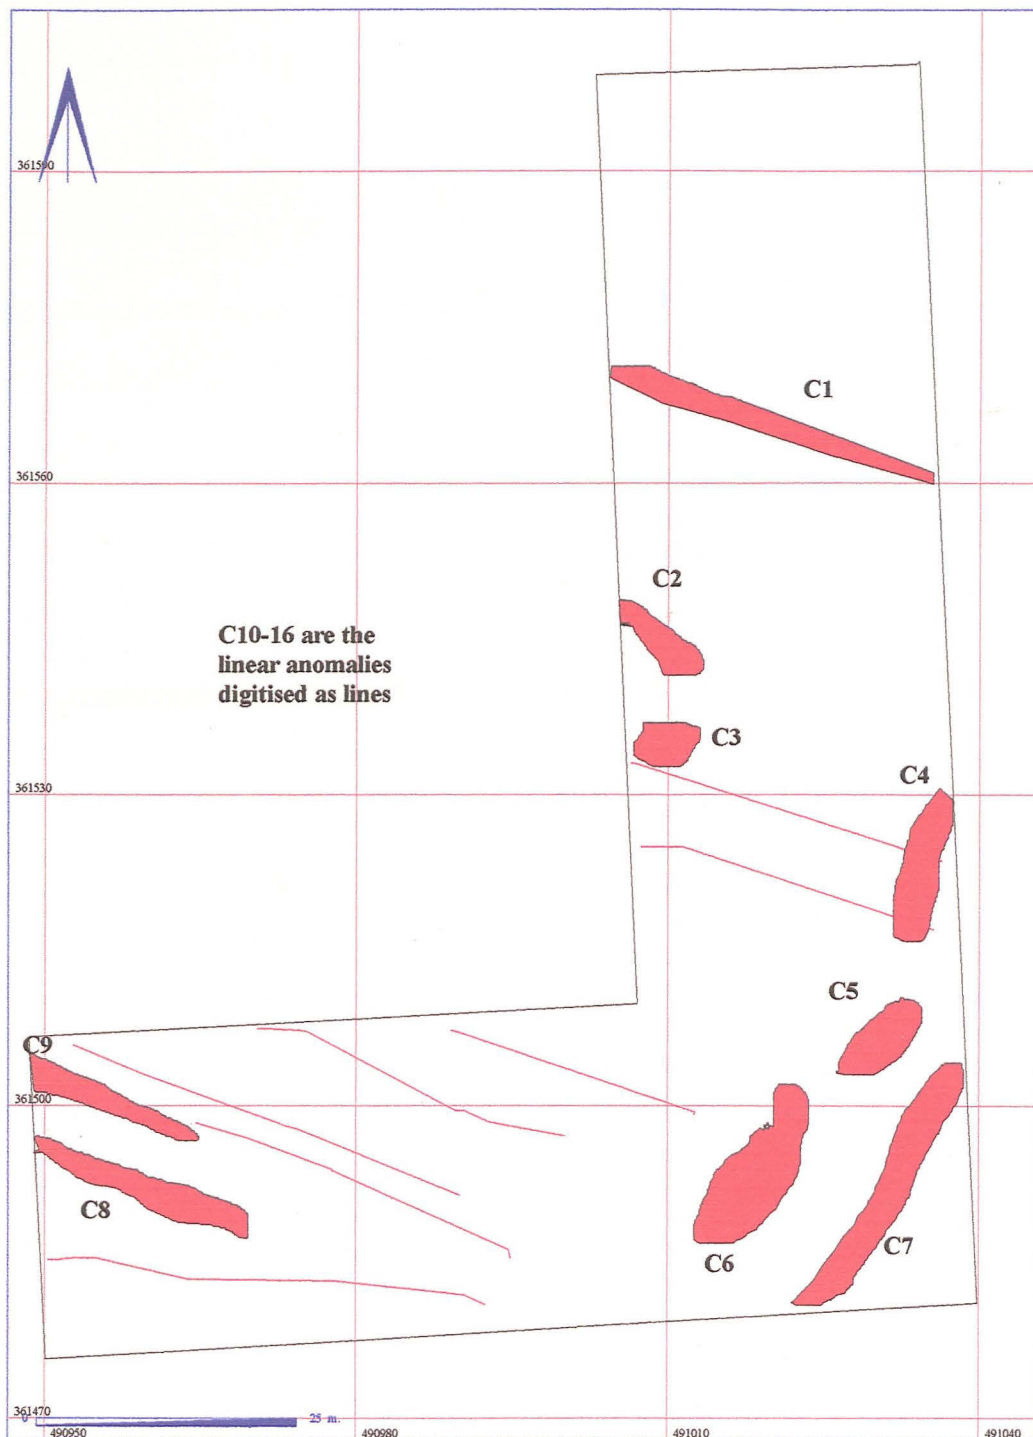 361590
C1
361560
C2
C10-16 are the
linear anomalies
digitised as lines
C3
C4
361530
C5
C9
361500
C8
C6
C7
361470
0
25 m.
490950
490980
491010
491040